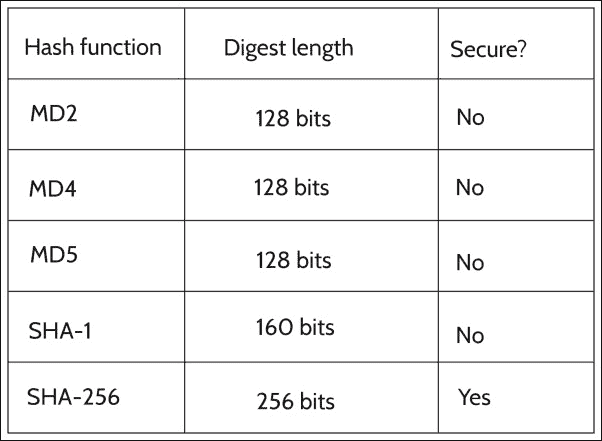 Hash function Digest length Secure?
MD2 128 bits No
MD4 128 bits No
MD5 128 bits No
SHA-1 160 bits No
SHA-256 256 bits Yes